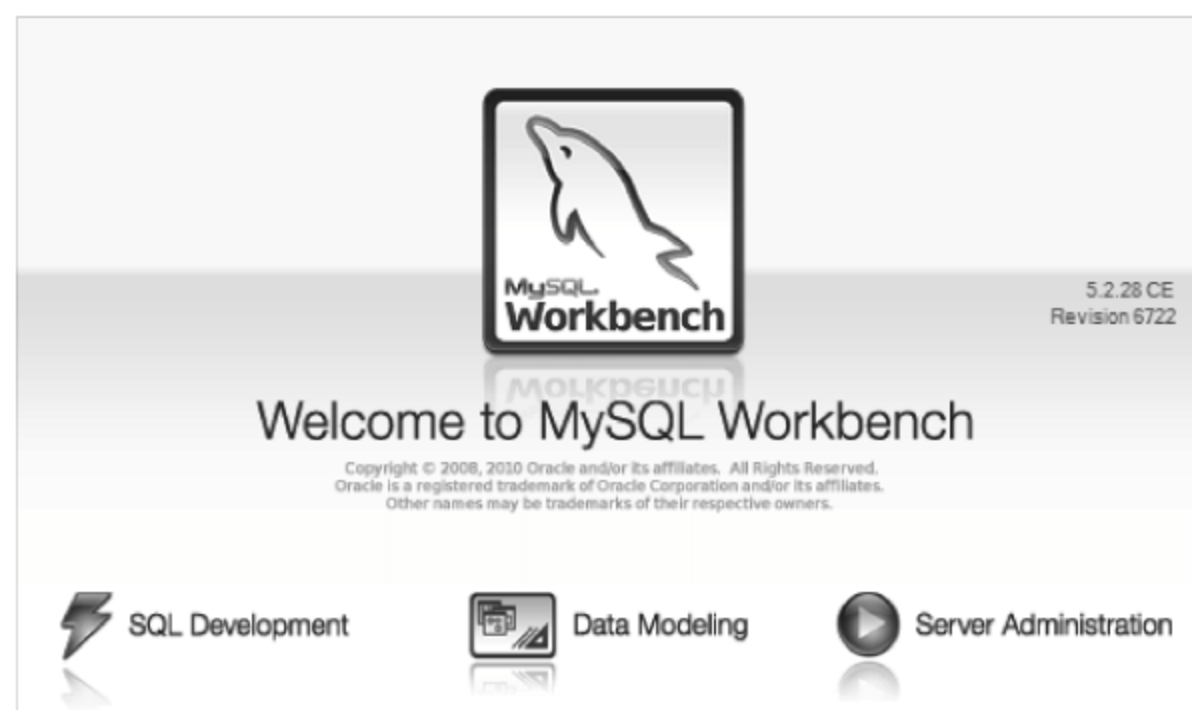 MySQL.
Workbench
5.2.28 CE
Revision 6722
Welcome to MySQL Workbench
Copyright © 2008, 2010 Oracle and/or its affiliates. All Rights Reserved.
Oracle is a registered trademark of Oracle Corporation and/or its affiliates.
Other names may be trademarks of their respective owners.
SQL Development
Data Modeling
Server Administration